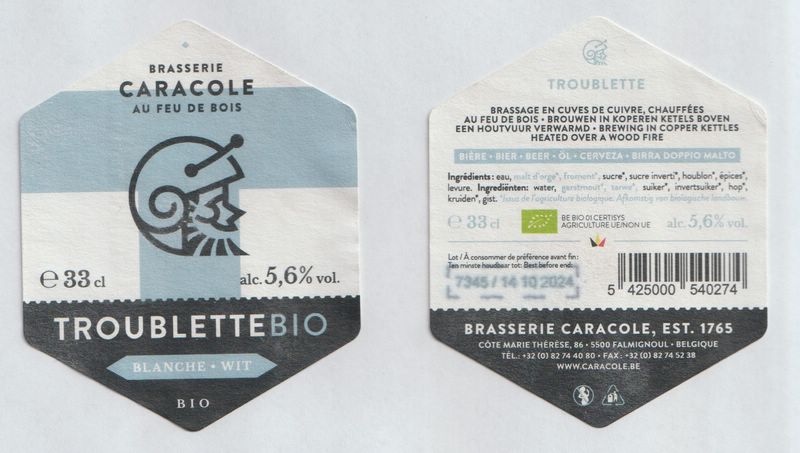 BRASSERIE
CARACOLE
AU FEU DE BOIS
℮ 33 cl
alc. 5,6% vol.
TROUBLETTEBIO
BLANCHE • WIT
BIO
TROUBLETTE
BRASSAGE EN CUVES DE CUIVRE, CHAUFFÉES
AU FEU DE BOIS • BROUWEN IN KOPEREN KETELS BOVEN
EEN HOUTVUUR VERWARMD • BREWING IN COPPER KETTLES
HEATED OVER A WOOD FIRE
BIÈRE • BIER • BEER • ÖL • CERVEZA • BIRRA DOPPIO MALTO
Ingrédients : eau, malt d'orge*, froment*, sucre*, sucre inverti*, houblon*, épices*,
levure. Ingrediënten: water, gerstmout*, tarwe*, suiker*, invertsuiker*, hop*,
kruiden*, gist. *Issus de l'agriculture biologique. Afkomstig van biologische landbouw.
℮ 33 cl
BE BIO 01 CERTISYS
AGRICULTURE UE/NON UE
alc. 5,6% vol.
Lot / À consommer de préférence avant fin :
Ten minste houdbaar tot: Best before end:
7345 / 14 10 2024
5 425000 540274
BRASSERIE CARACOLE, EST. 1765
CÔTE MARIE THÉRÈSE, 86 • 5500 FALMIGNOUL • BELGIQUE
TÉL.: +32 (0) 82 74 40 80 • FAX : +32 (0) 82 74 52 38
WWW.CARACOLE.BE